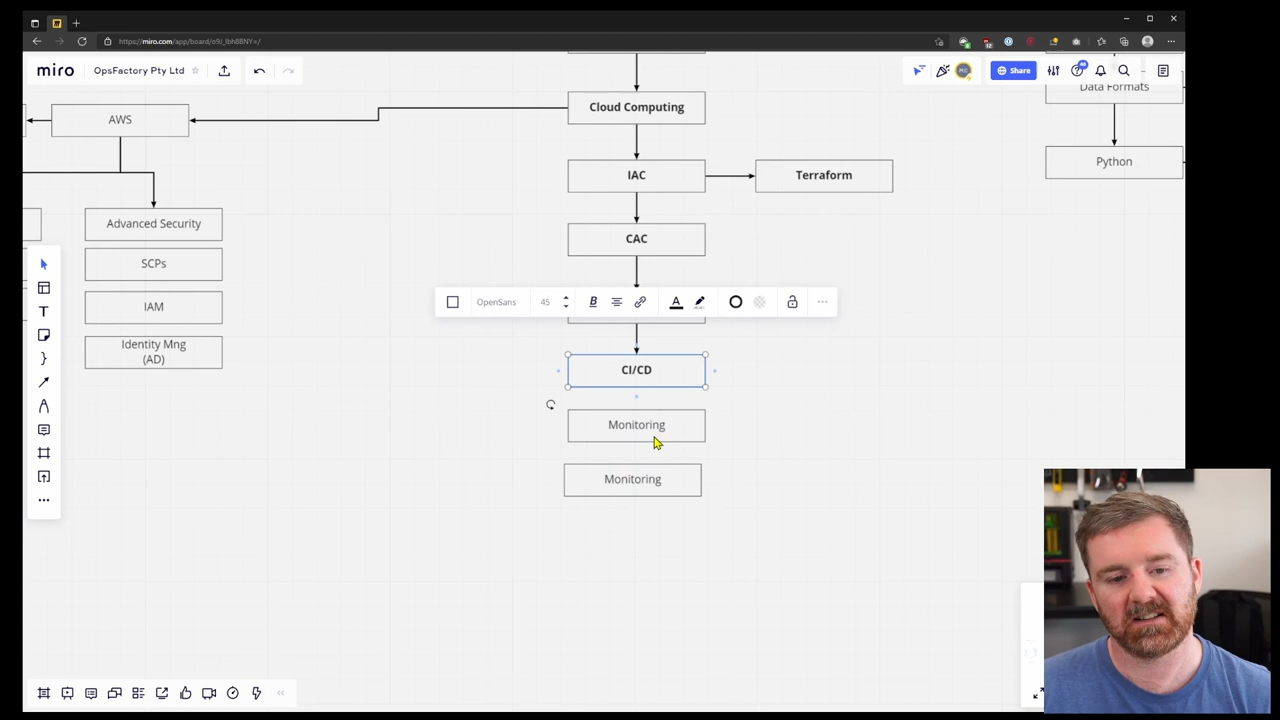 https://miro.com/app/board/o9J_lbh8BNY=/
miro
OpsFactory Pty Ltd
MC
Share
Data Formats
Cloud Computing
AWS
Python
IAC
Terraform
Advanced Security
CAC
SCPs
OpenSans
45
B
A
IAM
Identity Mng
(AD)
CI/CD
Monitoring
Monitoring